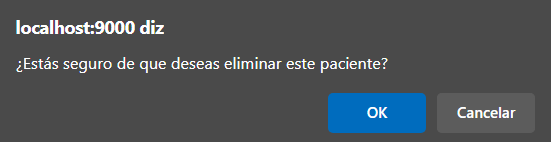 localhost:9000 diz
¿Estás seguro de que deseas eliminar este paciente?
OK
Cancelar